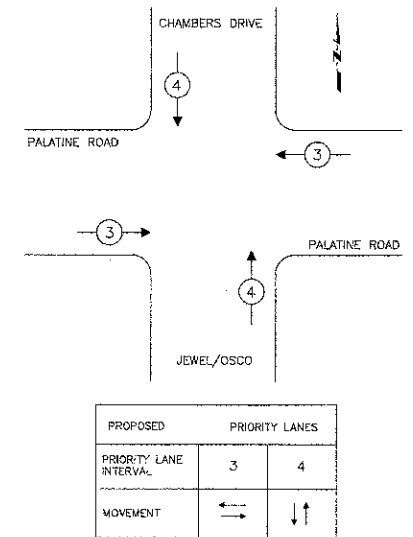 CHAMBERS DRIVE
N
4
PALATINE ROAD
3
3
PALATINE ROAD
4
JEWEL/OSCO
PROPOSED PRIORITY LANES
PRIORITY LANE INTERVAL 3 4
MOVEMENT